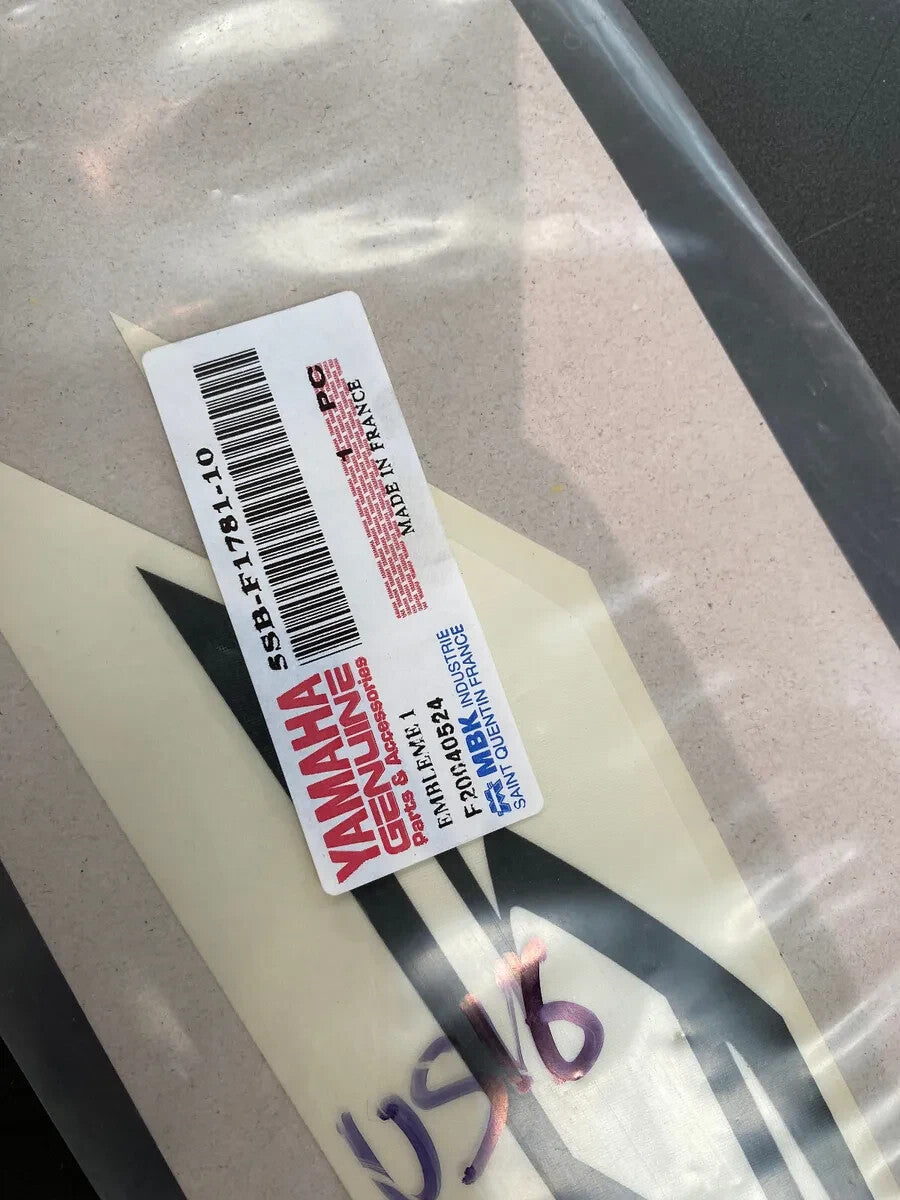 5SB-F1781-10
1 PC
MADE IN FRANCE
YAMAHA
GENUINE
Parts & Accessories
EMBLEME 1
F20040524
MBK INDUSTRIE
SAINT QUENTIN FRANCE